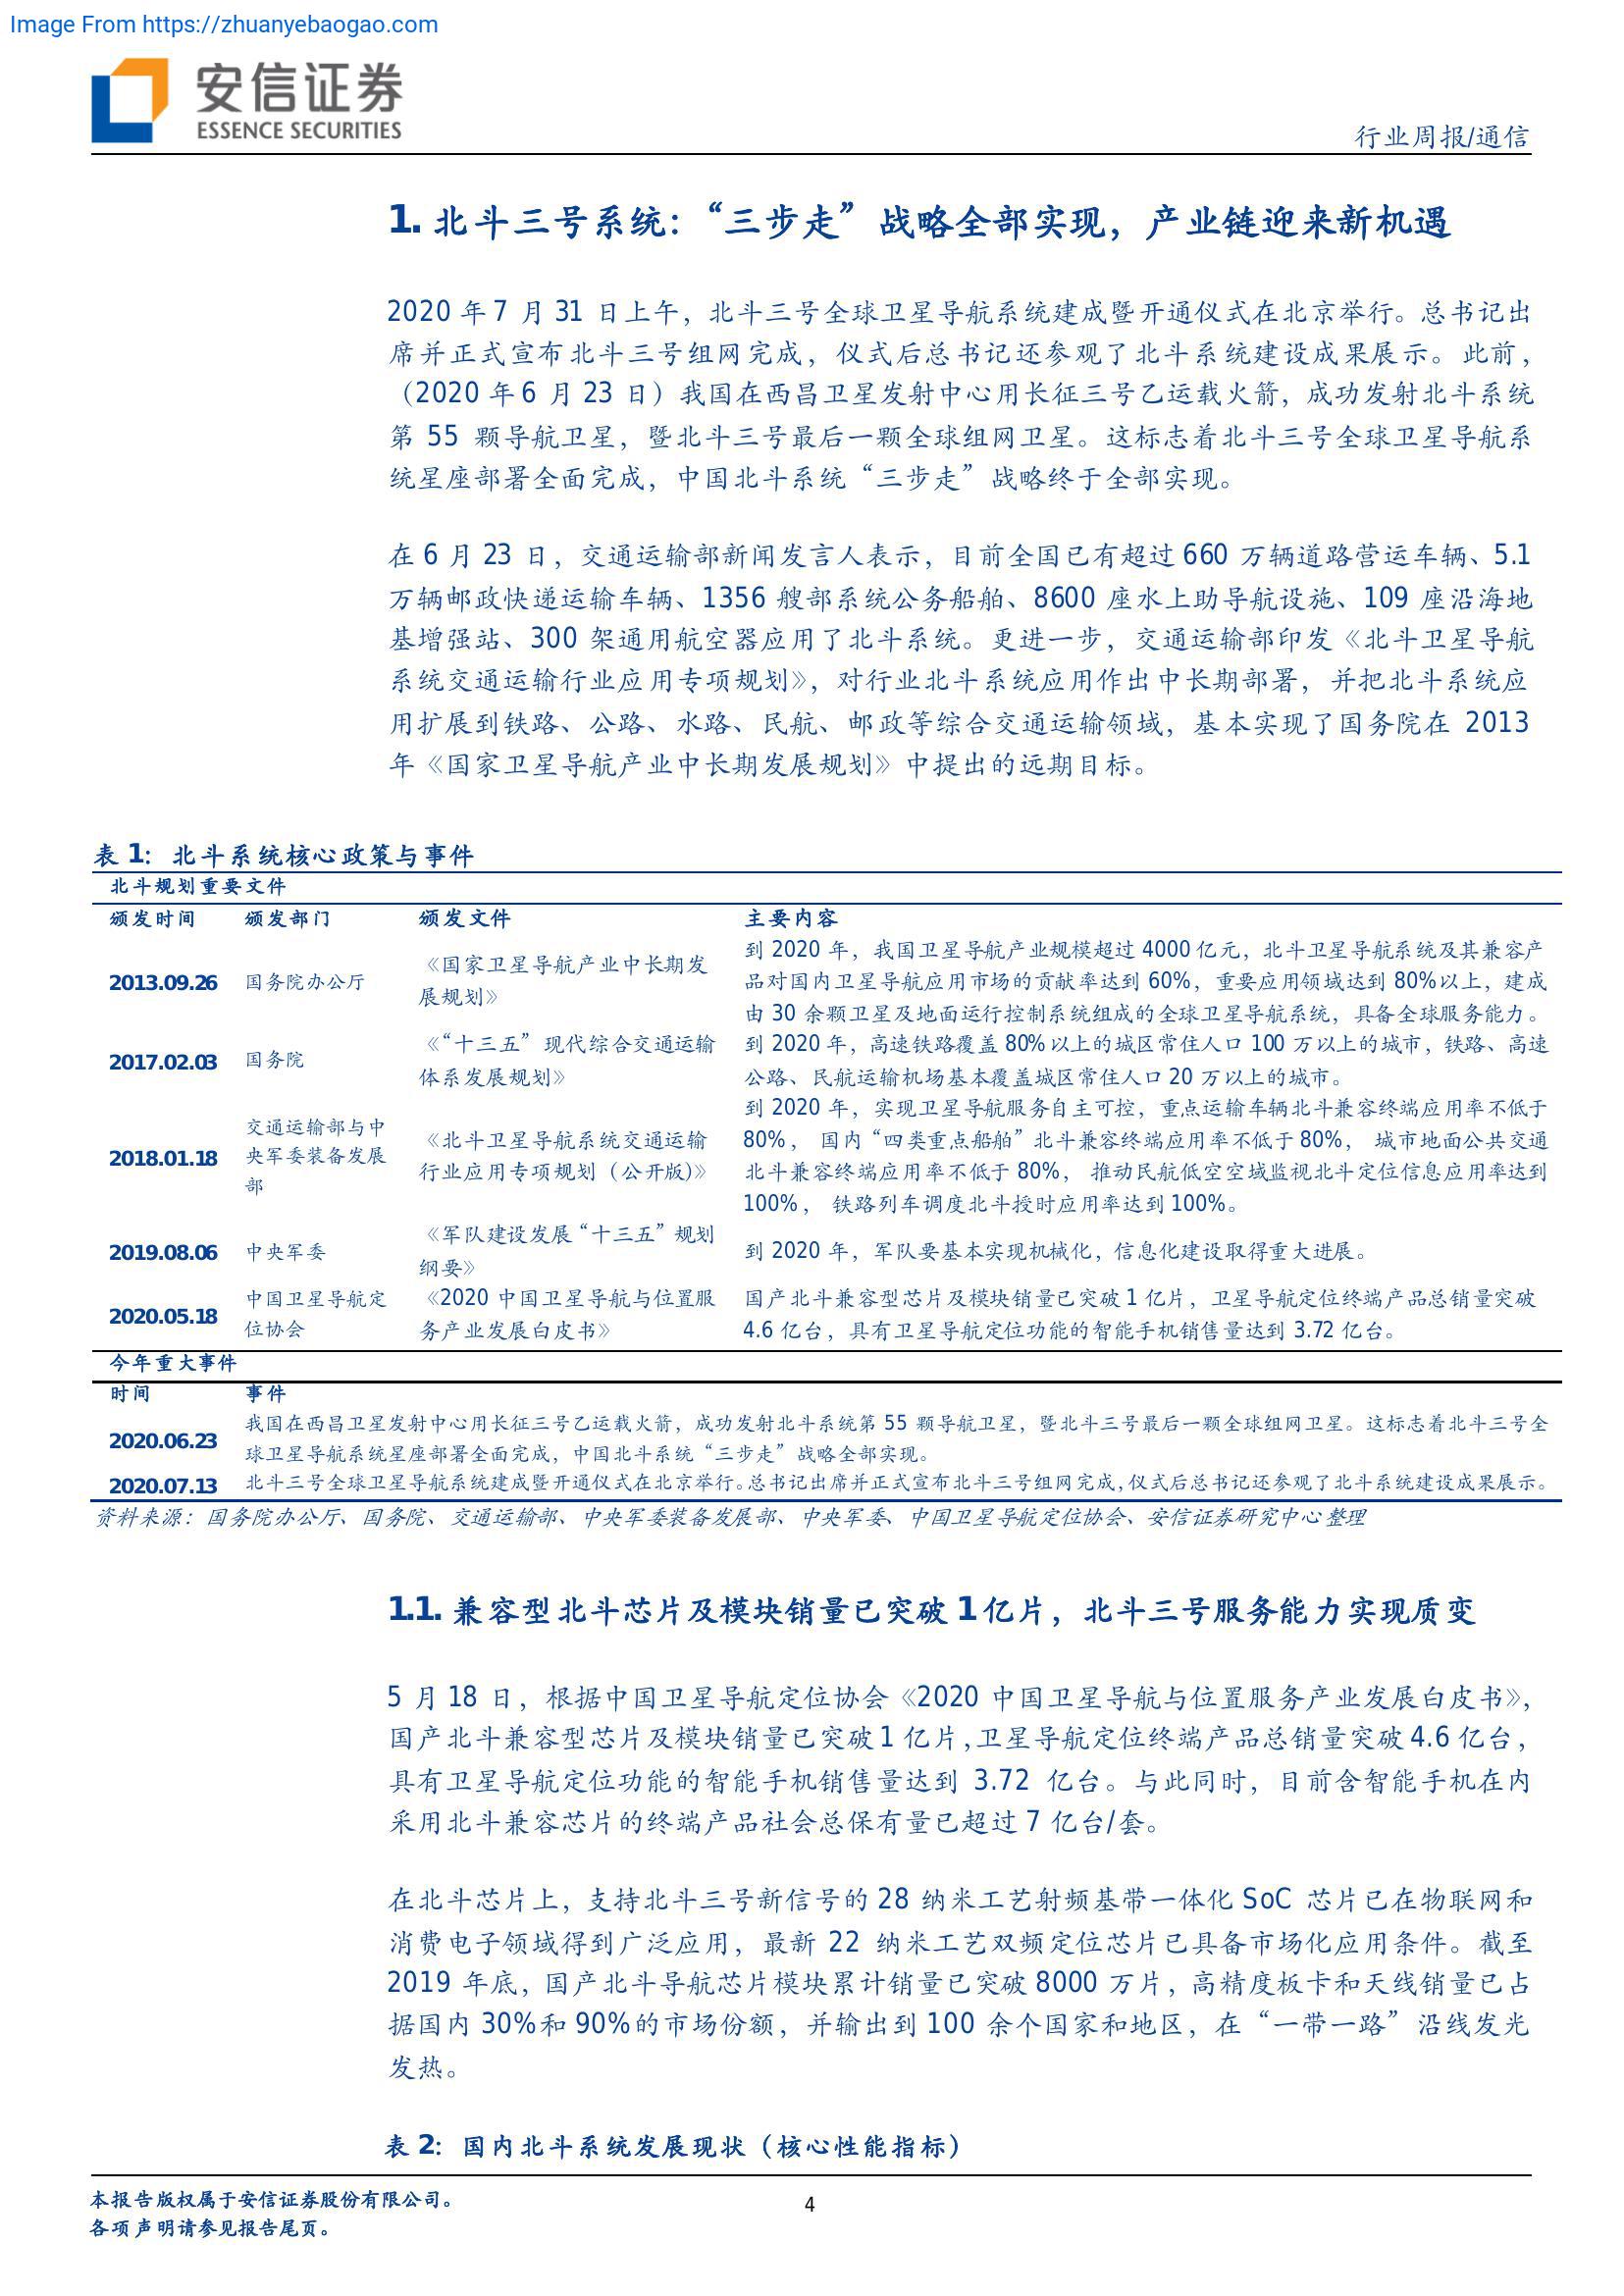 Image From https://zhuanyebaogao.com
安信证券
ESSENCE SECURITIES
行业周报/通信
1. 北斗三号系统：“三步走”战略全部实现，产业链迎来新机遇
2020 年 7 月 31 日上午，北斗三号全球卫星导航系统建成暨开通仪式在北京举行。总书记出
席并正式宣布北斗三号组网完成，仪式后总书记还参观了北斗系统建设成果展示。此前，
（2020 年 6 月 23 日）我国在西昌卫星发射中心用长征三号乙运载火箭，成功发射北斗系统
第 55 颗导航卫星，暨北斗三号最后一颗全球组网卫星。这标志着北斗三号全球卫星导航系
统星座部署全面完成，中国北斗系统“三步走”战略终于全部实现。
在 6 月 23 日，交通运输部新闻发言人表示，目前全国已有超过 660 万辆道路营运车辆、5.1
万辆邮政快递运输车辆、1356 艘部系统公务船舶、8600 座水上助导航设施、109 座沿海地
基增强站、300 架通用航空器应用了北斗系统。更进一步，交通运输部印发《北斗卫星导航
系统交通运输行业应用专项规划》，对行业北斗系统应用作出中长期部署，并把北斗系统应
用扩展到铁路、公路、水路、民航、邮政等综合交通运输领域，基本实现了国务院在 2013
年《国家卫星导航产业中长期发展规划》中提出的远期目标。
表 1：北斗系统核心政策与事件
北斗规划重要文件
颁发时间 颁发部门 颁发文件 主要内容
2013.09.26 国务院办公厅
《国家卫星导航产业中长期发
展规划》
到 2020 年，我国卫星导航产业规模超过 4000 亿元，北斗卫星导航系统及其兼容产
品对国内卫星导航应用市场的贡献率达到 60%，重要应用领域达到 80%以上，建成
由 30 余颗卫星及地面运行控制系统组成的全球卫星导航系统，具备全球服务能力。
2017.02.03 国务院
《“十三五”现代综合交通运输
体系发展规划》
到 2020 年，高速铁路覆盖 80%以上的城区常住人口 100 万以上的城市，铁路、高速
公路、民航运输机场基本覆盖城区常住人口 20 万以上的城市。
2018.01.18
交通运输部与中
央军委装备发展
部
《北斗卫星导航系统交通运输
行业应用专项规划（公开版)》
到 2020 年，实现卫星导航服务自主可控，重点运输车辆北斗兼容终端应用率不低于
80%， 国内“四类重点船舶”北斗兼容终端应用率不低于 80%， 城市地面公共交通
北斗兼容终端应用率不低于 80%， 推动民航低空空域监视北斗定位信息应用率达到
100%， 铁路列车调度北斗授时应用率达到 100%。
2019.08.06 中央军委
《军队建设发展“十三五”规划
纲要》
到 2020 年，军队要基本实现机械化，信息化建设取得重大进展。
2020.05.18
中国卫星导航定
位协会
《2020 中国卫星导航与位置服
务产业发展白皮书》
国产北斗兼容型芯片及模块销量已突破 1 亿片，卫星导航定位终端产品总销量突破
4.6 亿台，具有卫星导航定位功能的智能手机销售量达到 3.72 亿台。
今年重大事件
时间 事件
2020.06.23
我国在西昌卫星发射中心用长征三号乙运载火箭，成功发射北斗系统第 55 颗导航卫星，暨北斗三号最后一颗全球组网卫星。这标志着北斗三号全
球卫星导航系统星座部署全面完成，中国北斗系统“三步走”战略全部实现。
2020.07.13 北斗三号全球卫星导航系统建成暨开通仪式在北京举行。总书记出席并正式宣布北斗三号组网完成，仪式后总书记还参观了北斗系统建设成果展示。
资料来源：国务院办公厅、国务院、交通运输部、中央军委装备发展部、中央军委、中国卫星导航定位协会、安信证券研究中心整理
1.1. 兼容型北斗芯片及模块销量已突破 1 亿片，北斗三号服务能力实现质变
5 月 18 日，根据中国卫星导航定位协会《2020 中国卫星导航与位置服务产业发展白皮书》，
国产北斗兼容型芯片及模块销量已突破 1 亿片，卫星导航定位终端产品总销量突破 4.6 亿台，
具有卫星导航定位功能的智能手机销售量达到 3.72 亿台。与此同时，目前含智能手机在内
采用北斗兼容芯片的终端产品社会总保有量已超过 7 亿台/套。
在北斗芯片上，支持北斗三号新信号的 28 纳米工艺射频基带一体化 SoC 芯片已在物联网和
消费电子领域得到广泛应用，最新 22 纳米工艺双频定位芯片已具备市场化应用条件。截至
2019 年底，国产北斗导航芯片模块累计销量已突破 8000 万片，高精度板卡和天线销量已占
据国内 30%和 90%的市场份额，并输出到 100 余个国家和地区，在“一带一路”沿线发光
发热。
表 2：国内北斗系统发展现状（核心性能指标）
本报告版权属于安信证券股份有限公司。
4
各项声明请参见报告尾页。